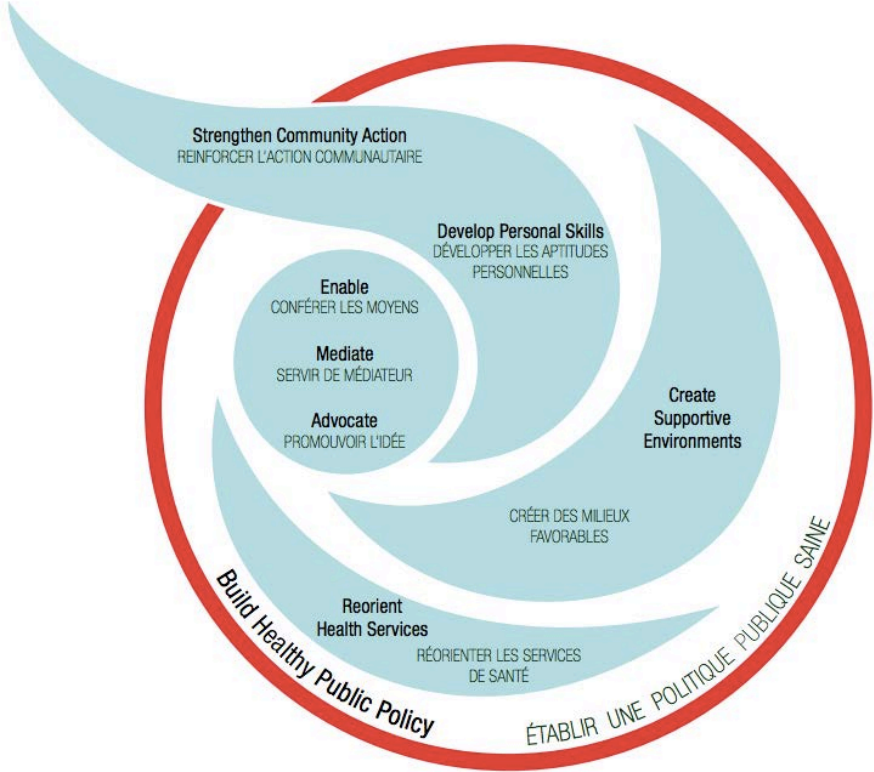 Strengthen Community Action
REINFORCER L'ACTION COMMUNAUTAIRE
Develop Personal Skills
DÉVELOPPER LES APTITUDES
PERSONNELLES
Enable
CONFÉRER LES MOYENS
Mediate
SERVIR DE MÉDIATEUR
Advocate
PROMOUVOIR L'IDÉE
Create
Supportive
Environments
CRÉER DES MILIEUX
FAVORABLES
Reorient
Health Services
RÉORIENTER LES SERVICES
DE SANTÉ
Build Healthy Public Policy
ÉTABLIR UNE POLITIQUE PUBLIQUE SAINE